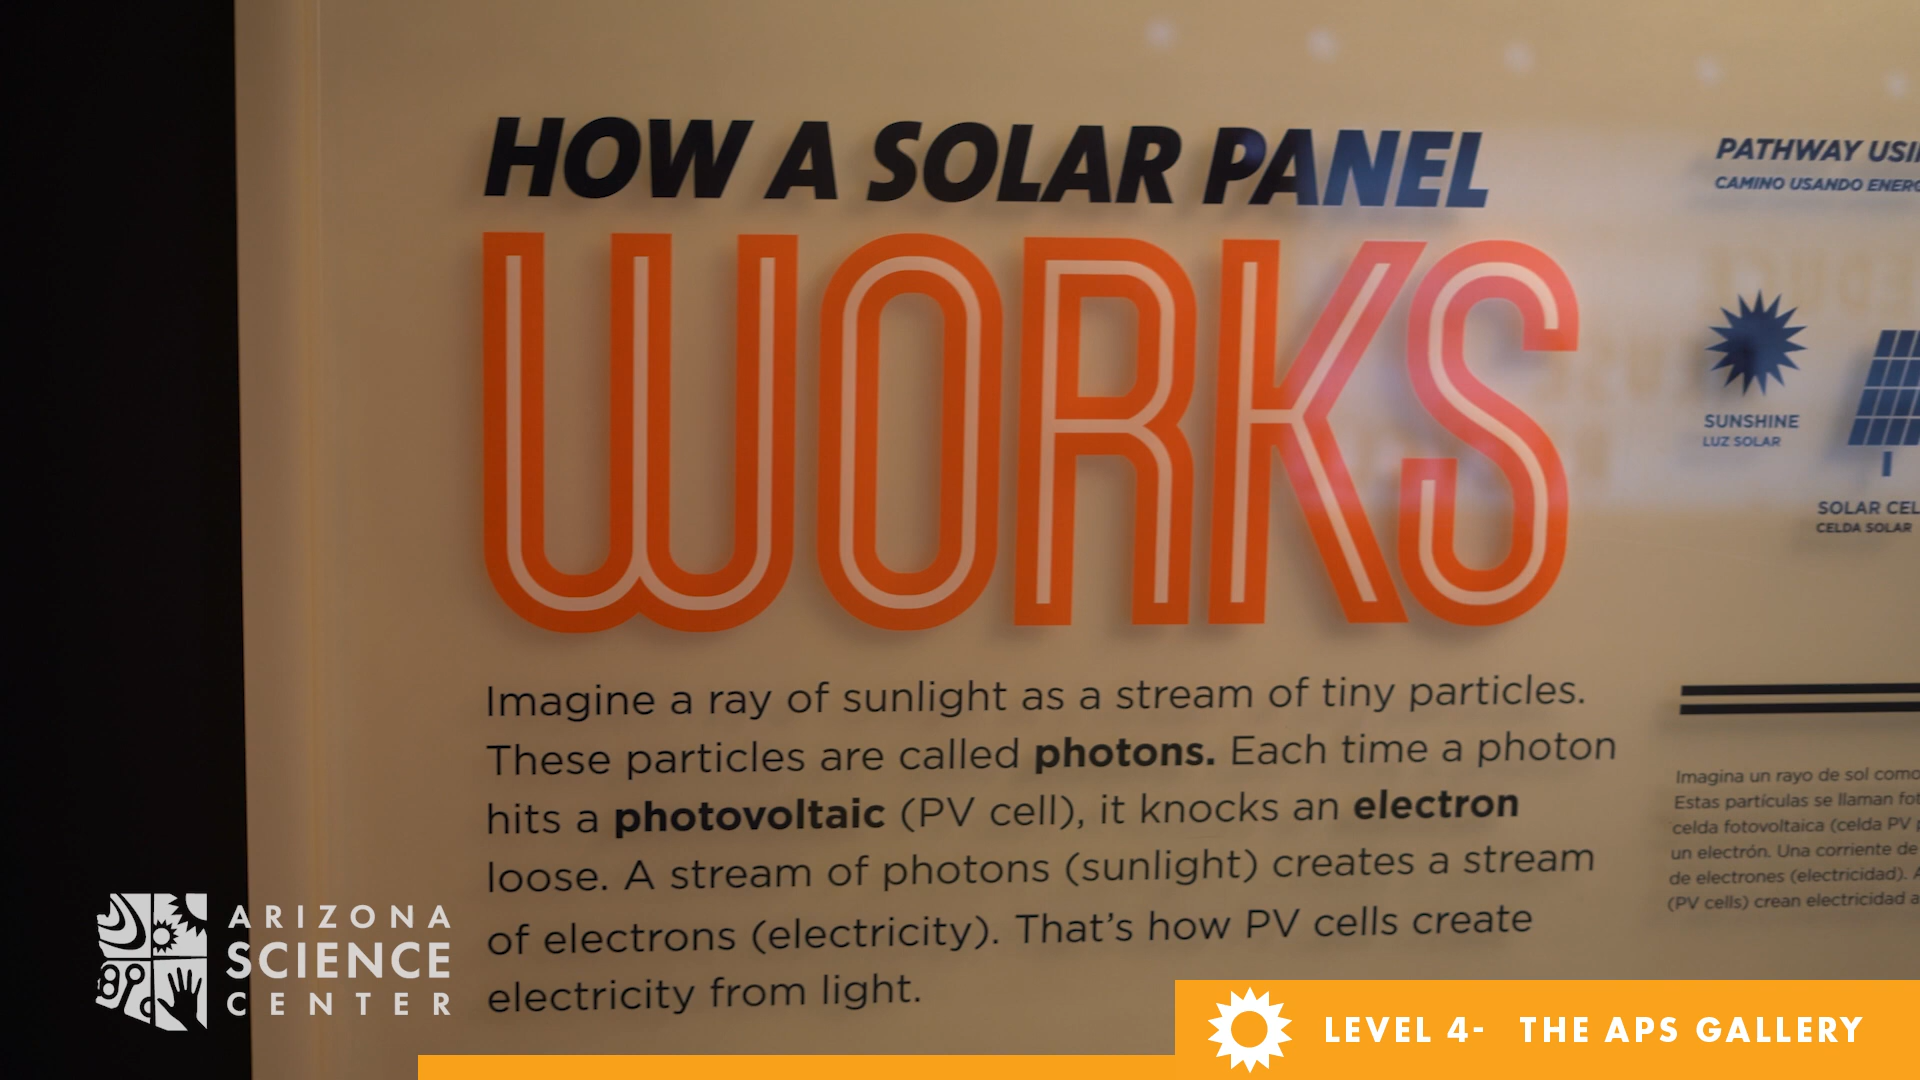 HOW A SOLAR PANEL
WORKS
Imagine a ray of sunlight as a stream of tiny particles.
These particles are called photons. Each time a photon
hits a photovoltaic (PV cell), it knocks an electron
loose. A stream of photons (sunlight) creates a stream
of electrons (electricity). That's how PV cells create
electricity from light.
PATHWAY
CAMINO USANDO
SUNSHINE
LUZ SOLAR
SOLAR
CELDA SOLAR
Imagina un rayo de sol como
Estas partículas se llaman
celda fotovoltaica (celda PV
un electrón. Una corriente de
de electrones (electricidad).
(PV cells) crean electricidad a
ARIZONA
SCIENCE
CENTER
LEVEL 4- THE APS GALLERY